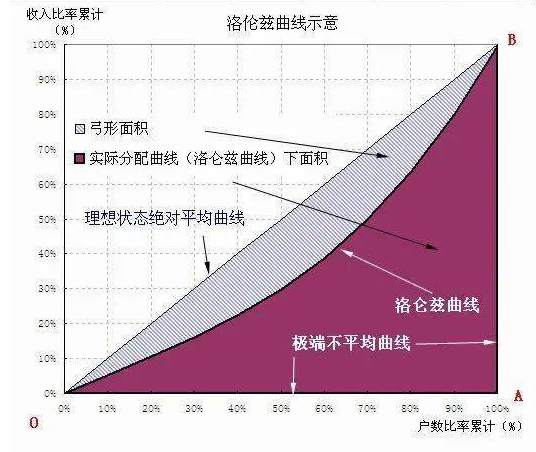 收入比率累计
（%）
洛伦兹曲线示意
B
100%
90%
80%
70%
60%
50%
40%
30%
20%
10%
0%
弓形面积
实际分配曲线（洛仑兹曲线）下面积
理想状态绝对平均曲线
洛仑兹曲线
极端不平均曲线
O
0%
10%
20%
30%
40%
50%
60%
70%
80%
90%
100%
A
户数比率累计（%）